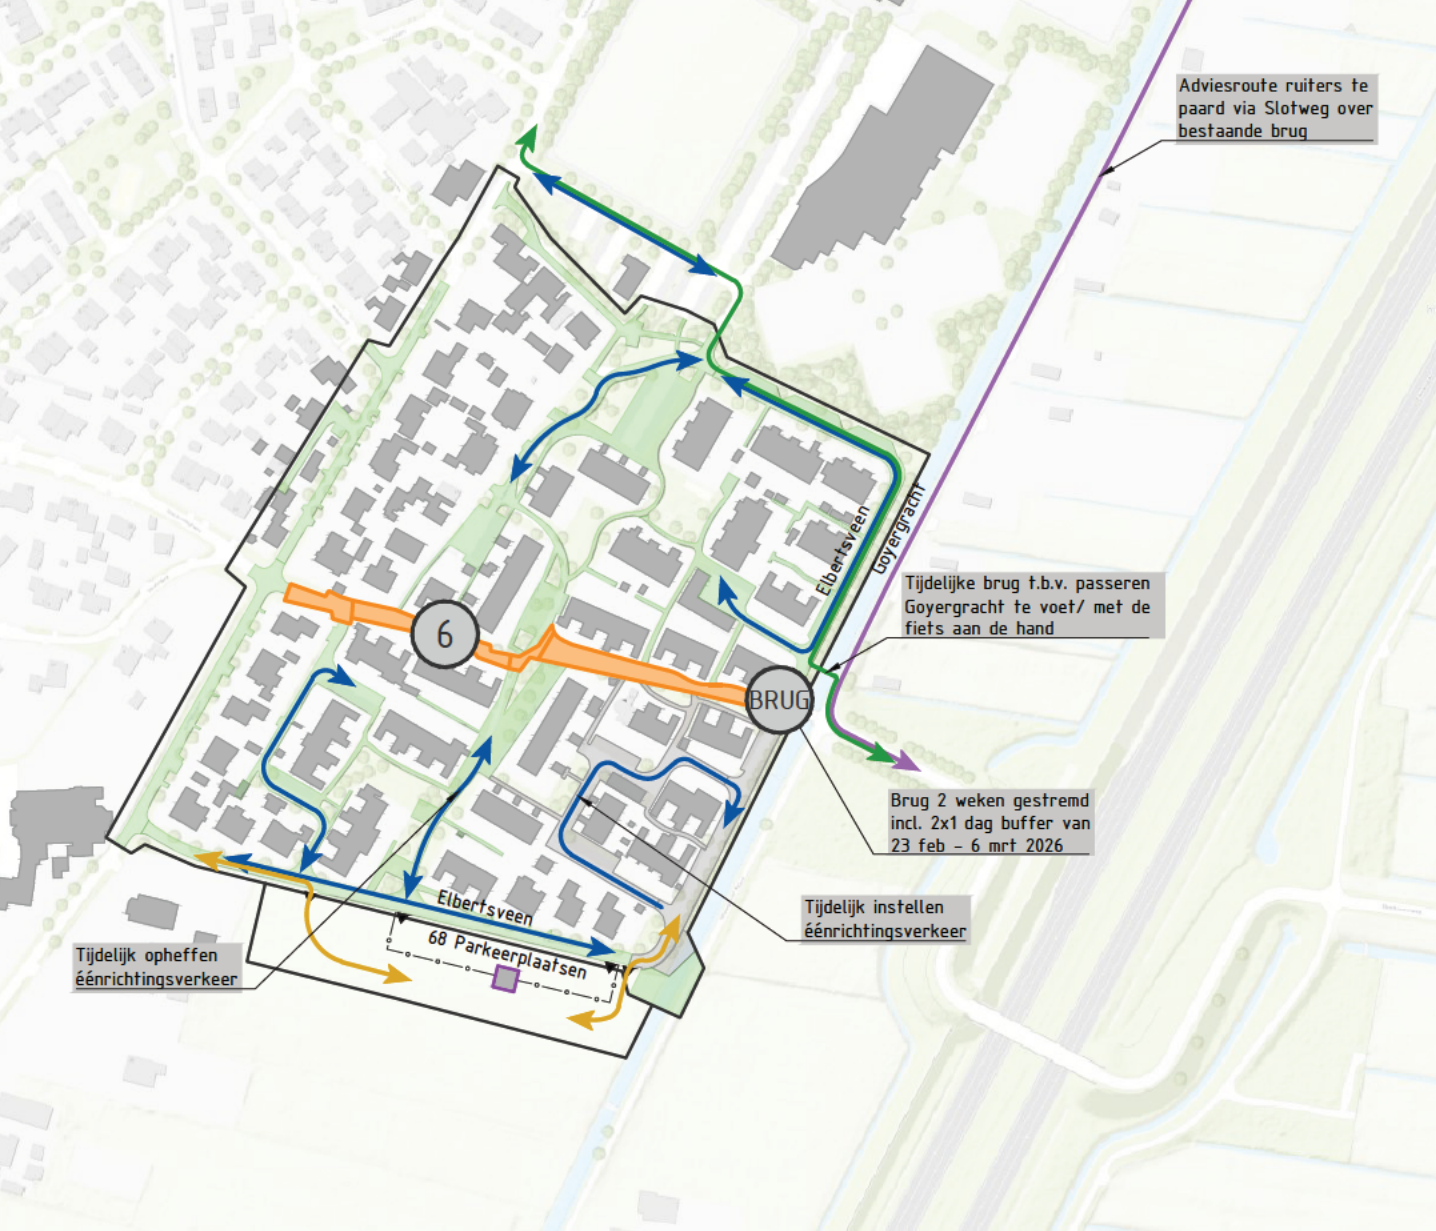 Adviesroute ruiters te
paard via Slotweg over
bestaande brug
Elbertsveen
Goyergracht
Tijdelijke brug t.b.v. passeren
Goyergracht te voet/ met de
fiets aan de hand
6
BRUG
Brug 2 weken gestremd
incl. 2x1 dag buffer van
23 feb - 6 mrt 2026
Tijdelijk instellen
éénrichtingsverkeer
Elbertsveen
68 Parkeerplaatsen
Tijdelijk opheffen
éénrichtingsverkeer